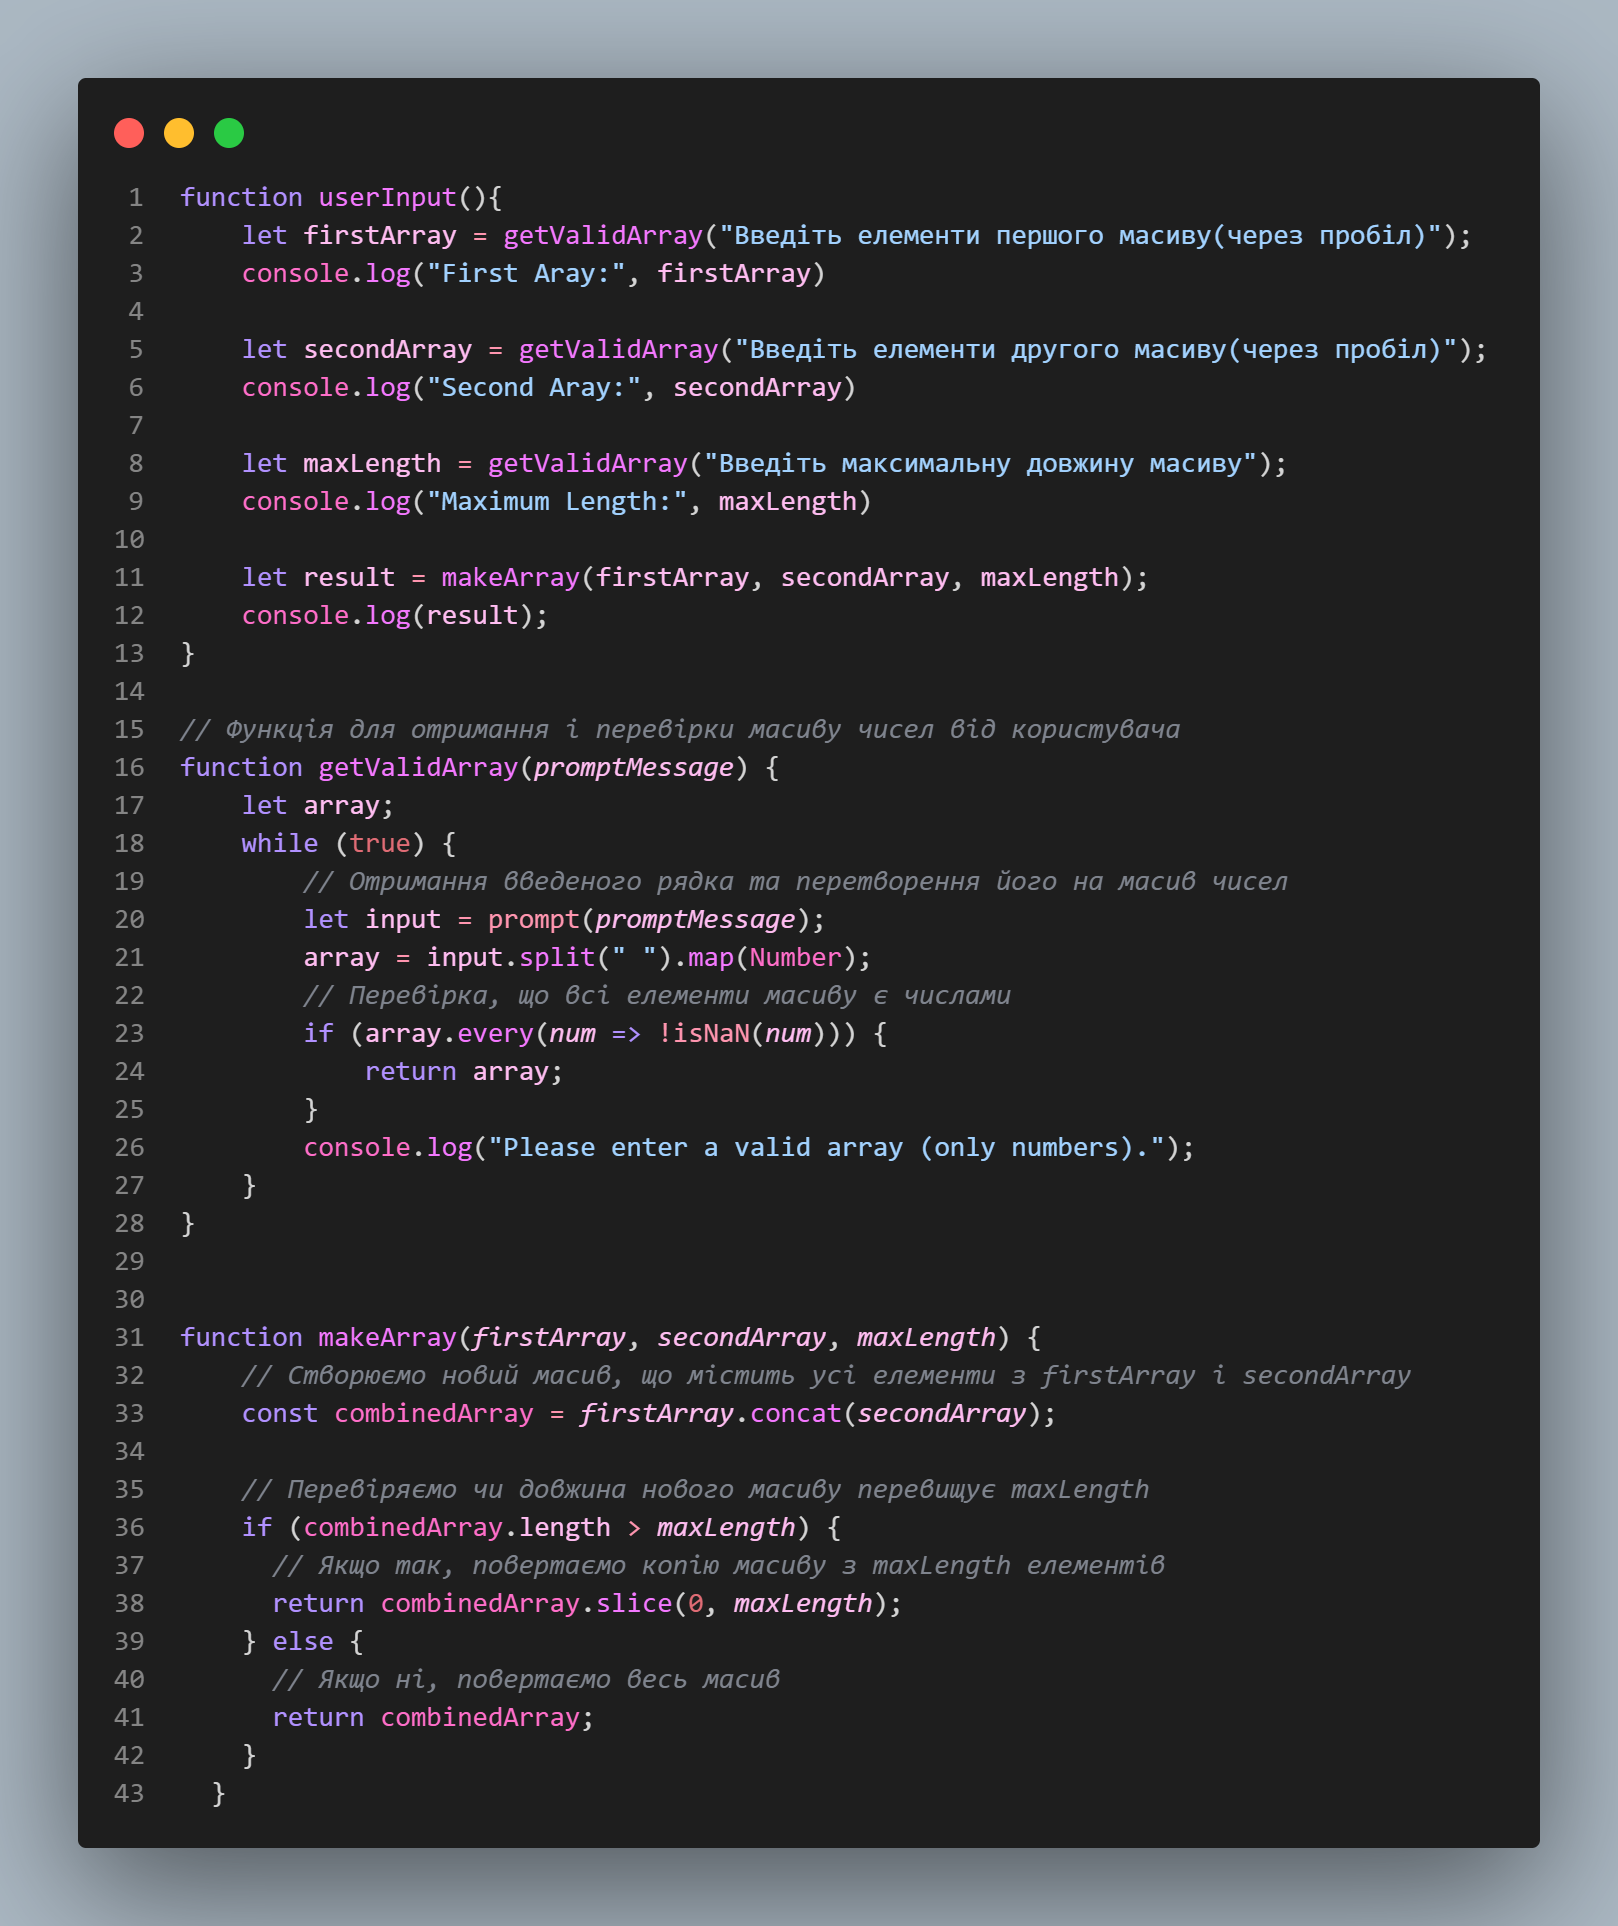 1 function userInput(){
2     let firstArray = getValidArray("Введіть елементи першого масиву(через пробіл)");
3     console.log("First Aray:", firstArray)
4
5     let secondArray = getValidArray("Введіть елементи другого масиву(через пробіл)");
6     console.log("Second Aray:", secondArray)
7
8     let maxLength = getValidArray("Введіть максимальну довжину масиву");
9     console.log("Maximum Length:", maxLength)
10
11     let result = makeArray(firstArray, secondArray, maxLength);
12     console.log(result);
13 }
14
15 // Функція для отримання і перевірки масиву чисел від користувача
16 function getValidArray(promptMessage) {
17     let array;
18     while (true) {
19         // Отримання введеного рядка та перетворення його на масив чисел
20         let input = prompt(promptMessage);
21         array = input.split(" ").map(Number);
22         // Перевірка, що всі елементи масиву є числами
23         if (array.every(num => !isNaN(num))) {
24             return array;
25         }
26         console.log("Please enter a valid array (only numbers).");
27     }
28 }
29
30
31 function makeArray(firstArray, secondArray, maxLength) {
32     // Створюємо новий масив, що містить усі елементи з firstArray і secondArray
33     const combinedArray = firstArray.concat(secondArray);
34
35     // Перевіряємо чи довжина нового масиву перевищує maxLength
36     if (combinedArray.length > maxLength) {
37       // Якщо так, повертаємо копію масиву з maxLength елементів
38       return combinedArray.slice(0, maxLength);
39     } else {
40       // Якщо ні, повертаємо весь масив
41       return combinedArray;
42     }
43   }